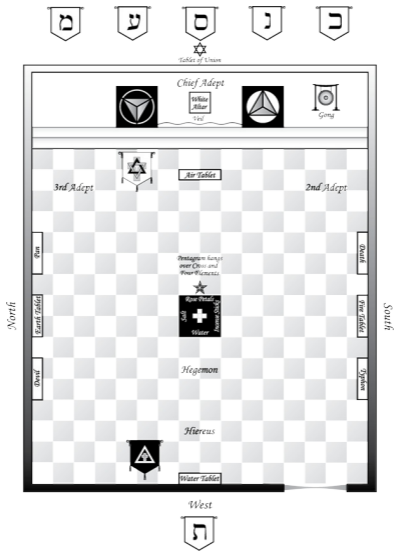 מ ע ס נ כ
Tablet of Union
Chief Adept
White
Altar
Veil
Gong
Air Tablet
3rd Adept
2nd Adept
Pan
Death
Pentagram hangs
over Cross and
Four Elements
North
Earth Tablet
Salt
Rose Petals
Incense Sticks
Water
Fire Tablet
South
Devil
Hegemon
Typhon
Hiereus
Water Tablet
West
ת